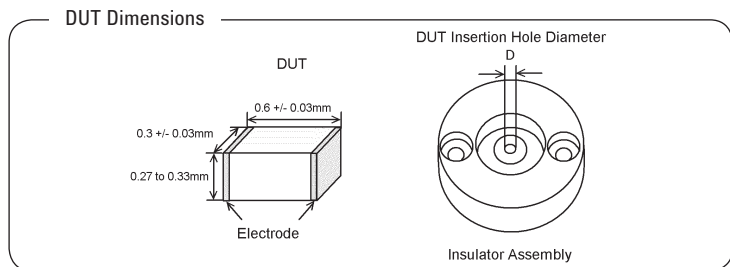 DUT Dimensions
DUT
0.6 +/- 0.03mm
0.3 +/- 0.03mm
0.27 to 0.33mm
Electrode
DUT Insertion Hole Diameter
D
Insulator Assembly